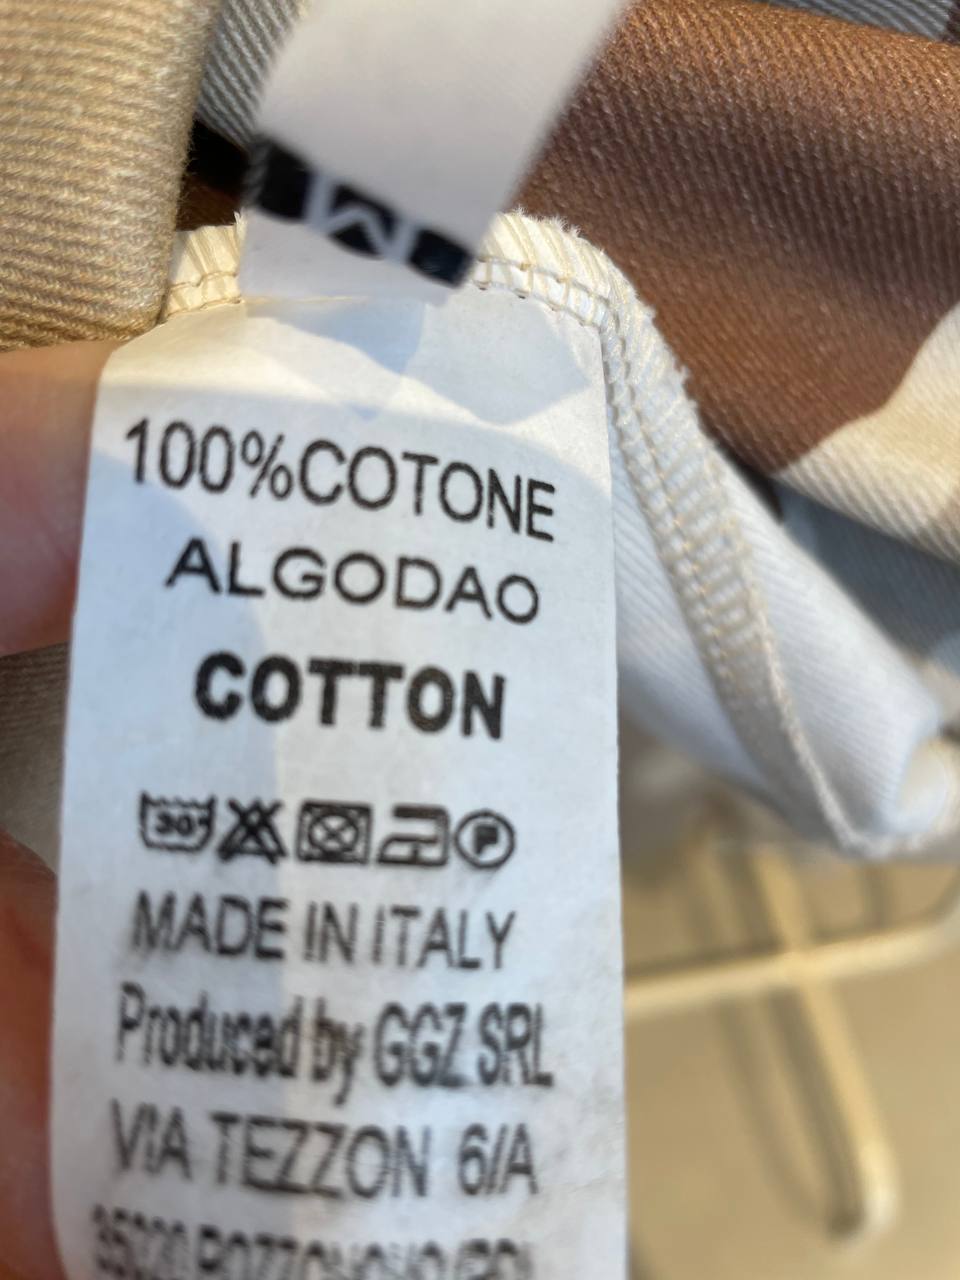 100%COTONE
ALGODAO
COTTON
30°
P
MADE IN ITALY
Produced by GGZ SRL
VIA TEZZON 6/A